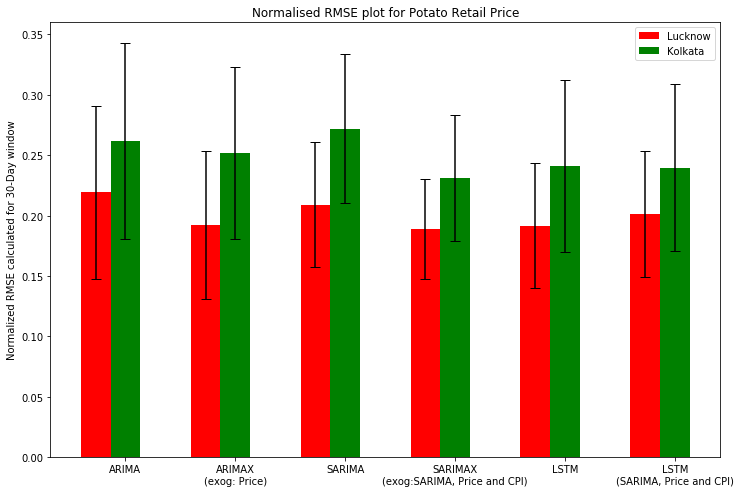 Normalised RMSE plot for Potato Retail Price
Lucknow
Kolkata
Normalized RMSE calculated for 30-Day window
0.35
0.30
0.25
0.20
0.15
0.10
0.05
0.00
ARIMA
ARIMAX
(exog: Price)
SARIMA
SARIMAX
(exog:SARIMA, Price and CPI)
LSTM
LSTM
(SARIMA, Price and CPI)